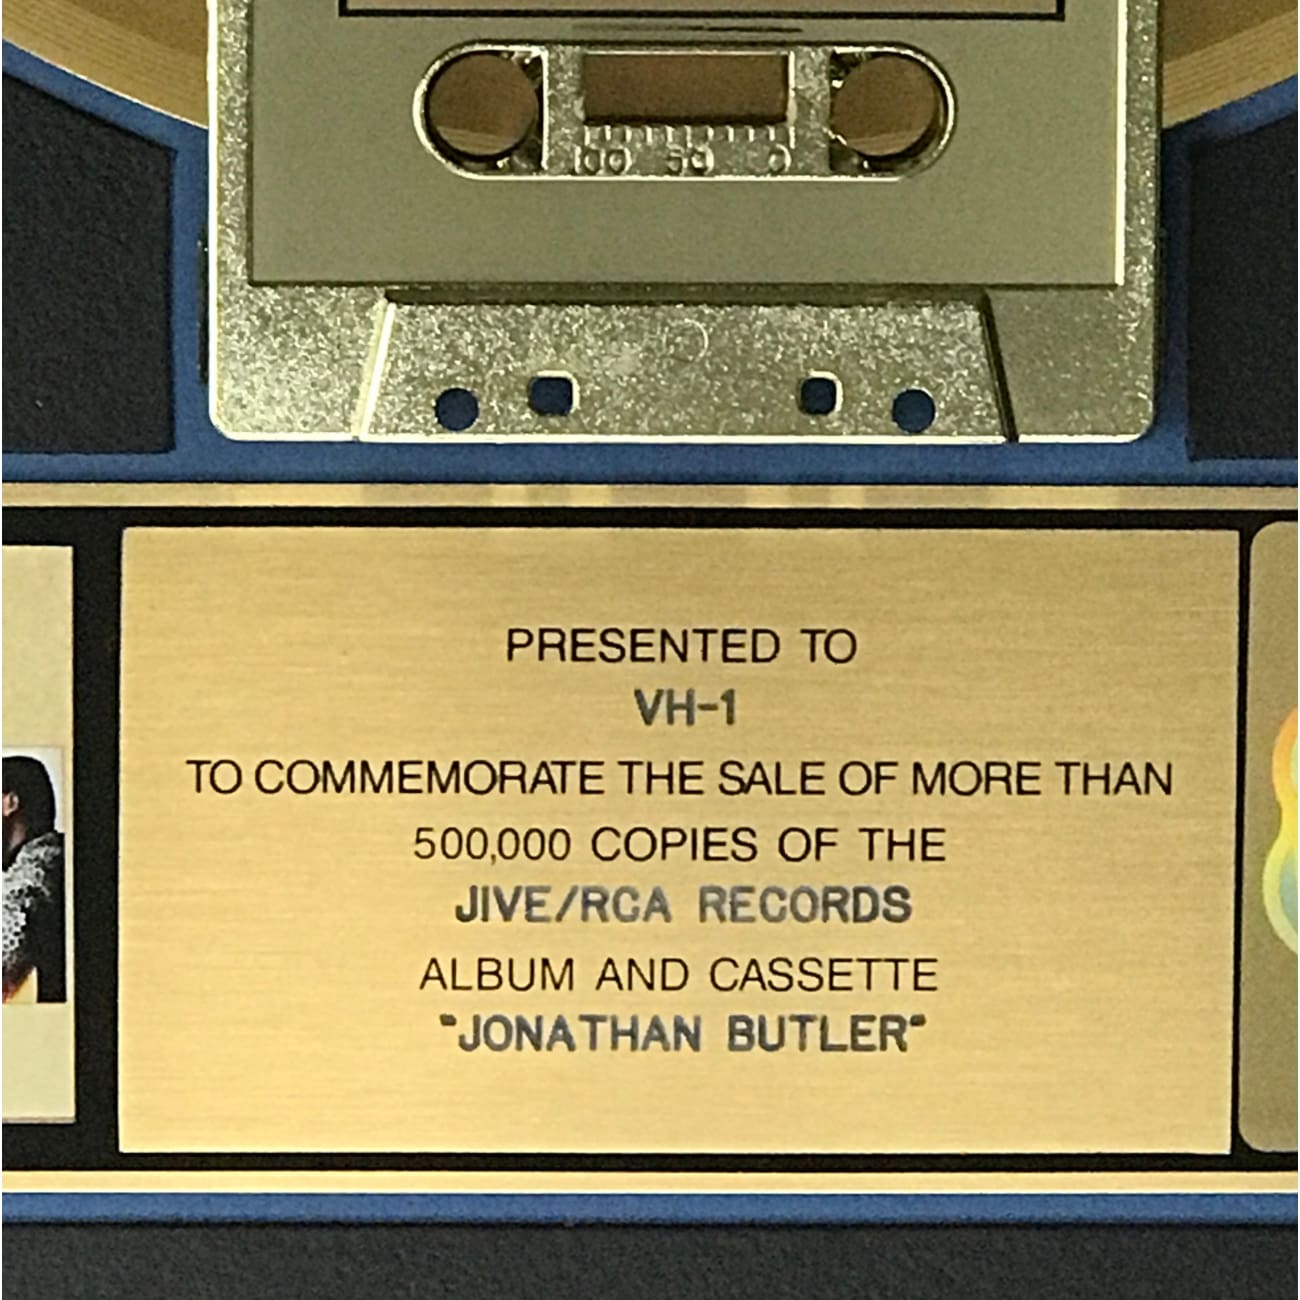 100 50 0
PRESENTED TO
VH-1
TO COMMEMORATE THE SALE OF MORE THAN
500,000 COPIES OF THE
JIVE/RCA RECORDS
ALBUM AND CASSETTE
"JONATHAN BUTLER"